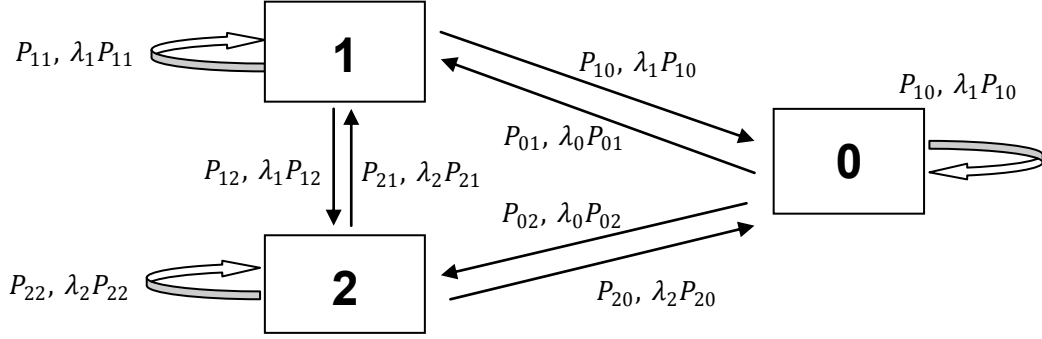 1
P₁₁, λ₁P₁₁
P₁₀, λ₁P₁₀
P₁₀, λ₁P₁₀
P₀₁, λ₀P₀₁
0
P₁₂, λ₁P₁₂
P₂₁, λ₂P₂₁
P₀₂, λ₀P₀₂
2
P₂₂, λ₂P₂₂
P₂₀, λ₂P₂₀